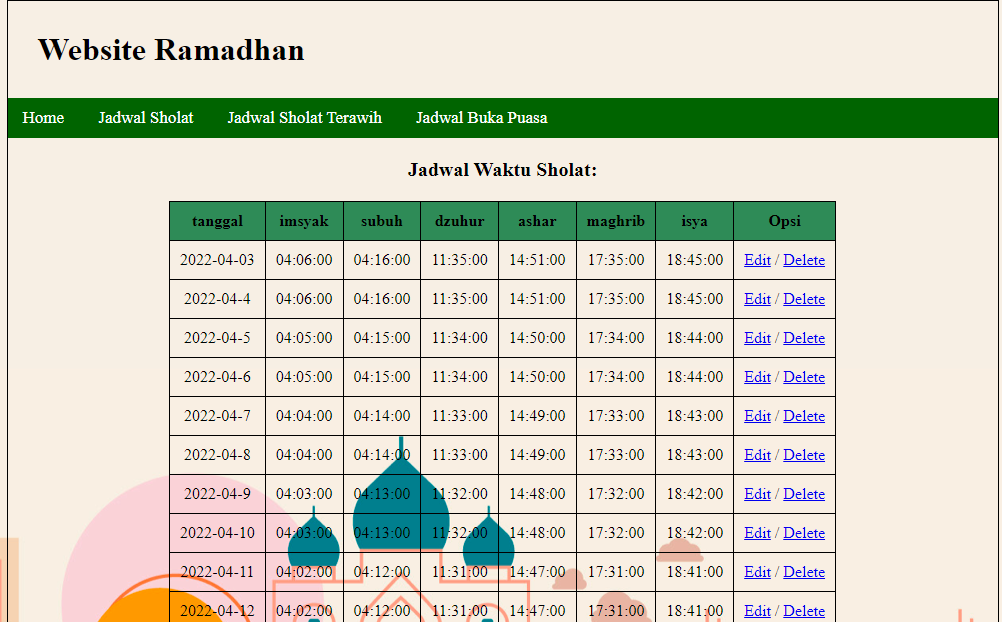 Website Ramadhan
Home Jadwal Sholat Jadwal Sholat Terawih Jadwal Buka Puasa
Jadwal Waktu Sholat:
tanggal imsyak subuh dzuhur ashar maghrib isya Opsi
2022-04-03 04:06:00 04:16:00 11:35:00 14:51:00 17:35:00 18:45:00 Edit / Delete
2022-04-4 04:06:00 04:16:00 11:35:00 14:51:00 17:35:00 18:45:00 Edit / Delete
2022-04-5 04:05:00 04:15:00 11:34:00 14:50:00 17:34:00 18:44:00 Edit / Delete
2022-04-6 04:05:00 04:15:00 11:34:00 14:50:00 17:34:00 18:44:00 Edit / Delete
2022-04-7 04:04:00 04:14:00 11:33:00 14:49:00 17:33:00 18:43:00 Edit / Delete
2022-04-8 04:04:00 04:14:00 11:33:00 14:49:00 17:33:00 18:43:00 Edit / Delete
2022-04-9 04:03:00 04:13:00 11:32:00 14:48:00 17:32:00 18:42:00 Edit / Delete
2022-04-10 04:03:00 04:13:00 11:32:00 14:48:00 17:32:00 18:42:00 Edit / Delete
2022-04-11 04:02:00 04:12:00 11:31:00 14:47:00 17:31:00 18:41:00 Edit / Delete
2022-04-12 04:02:00 04:12:00 11:31:00 14:47:00 17:31:00 18:41:00 Edit / Delete